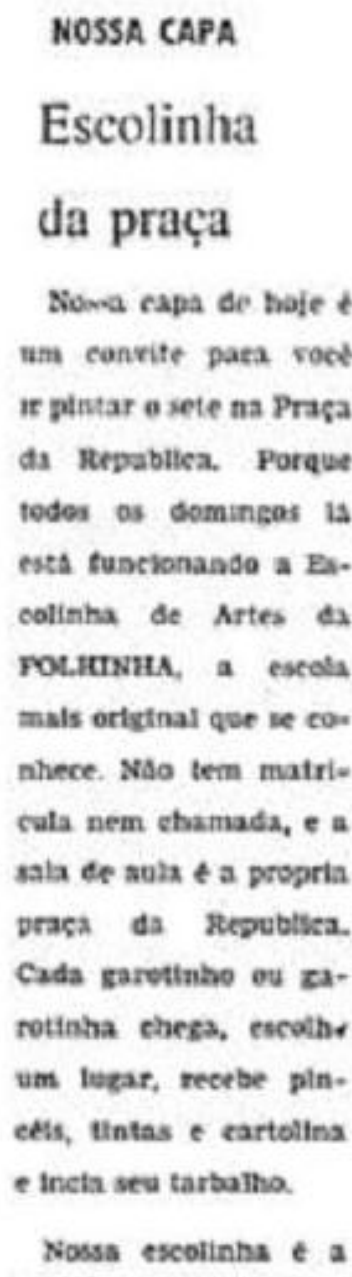 NOSSA CAPA
Escolinha
da praça
Nossa capa de hoje é
um convite para você
ir pintar o sete na Praça
da Republica. Porque
todos os domingos lá
está funcionando a Es-
colinha de Artes da
FOLHINHA, a escola
mais original que se co-
nhece. Não tem matri-
cula nem chamada, e a
sala de aula é a propria
praça da Republica.
Cada garotinho ou ga-
rotinha chega, escolhe
um lugar, recebe pin-
céis, tintas e cartolina
e incia seu tarbalho.
Nossa escolinha é a